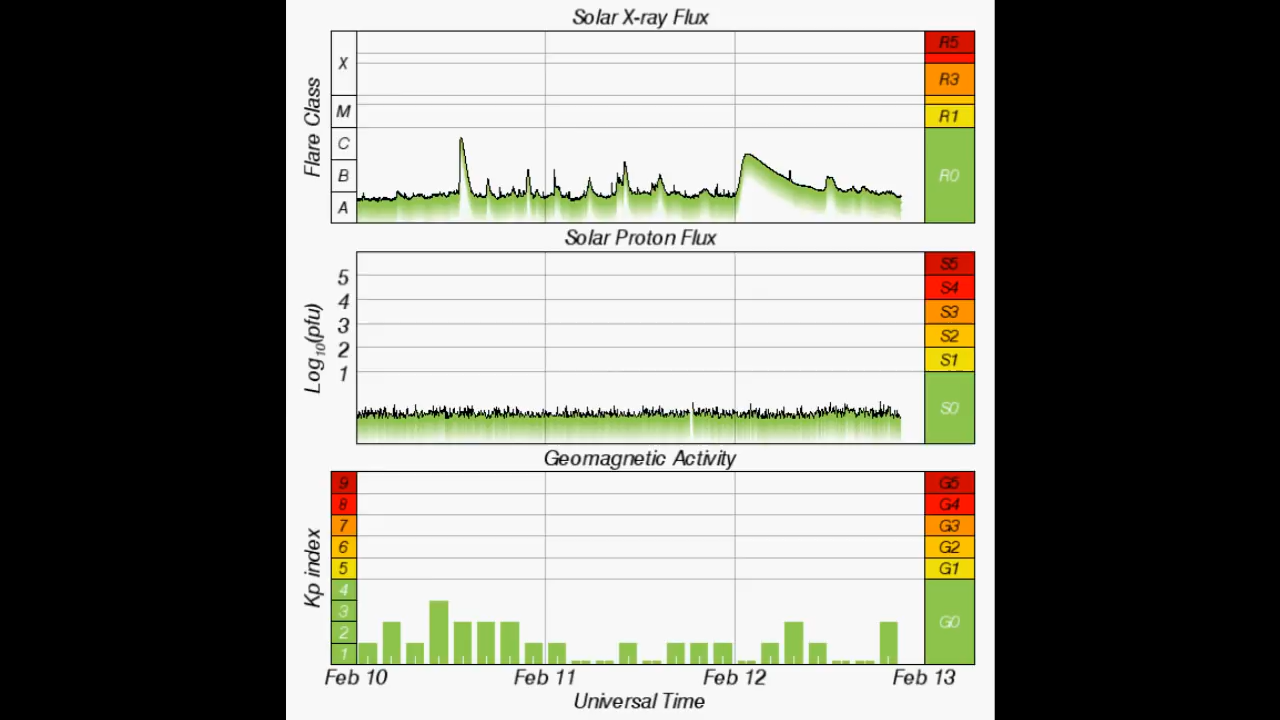 Solar X-ray Flux
Flare Class
X
M
C
B
A
R5
R3
R1
R0
Solar Proton Flux
Log10(pfu)
5
4
3
2
1
S5
S4
S3
S2
S1
S0
Geomagnetic Activity
Kp index
9
8
7
6
5
4
3
2
1
G5
G4
G3
G2
G1
G0
Feb 10 Feb 11 Feb 12 Feb 13
Universal Time